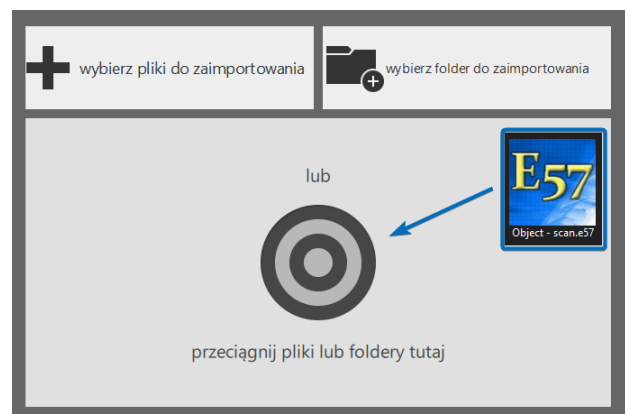 wybierz pliki do zaimportowania
wybierz folder do zaimportowania
lub
E57
Object - scan.e57
przeciągnij pliki lub foldery tutaj